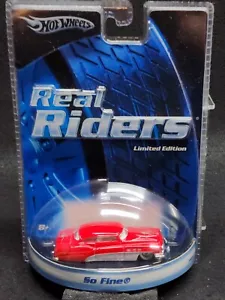 Hot Wheels
Real
Riders
Limited Edition
So Fine®